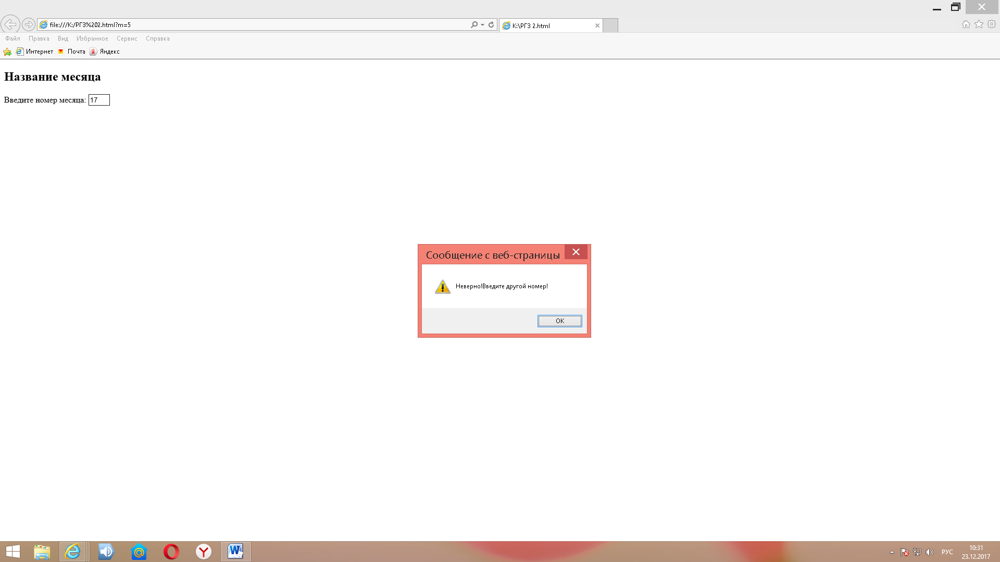 file:///K:/РГЗ%202.html?m=5
K:\РГЗ 2.html
Файл Правка Вид Избранное Сервис Справка
Интернет Почта Яндекс
Название месяца
Введите номер месяца: 17
Сообщение с веб-страницы
Неверно!Введите другой номер!
OK
РУС
10:31
23.12.2017